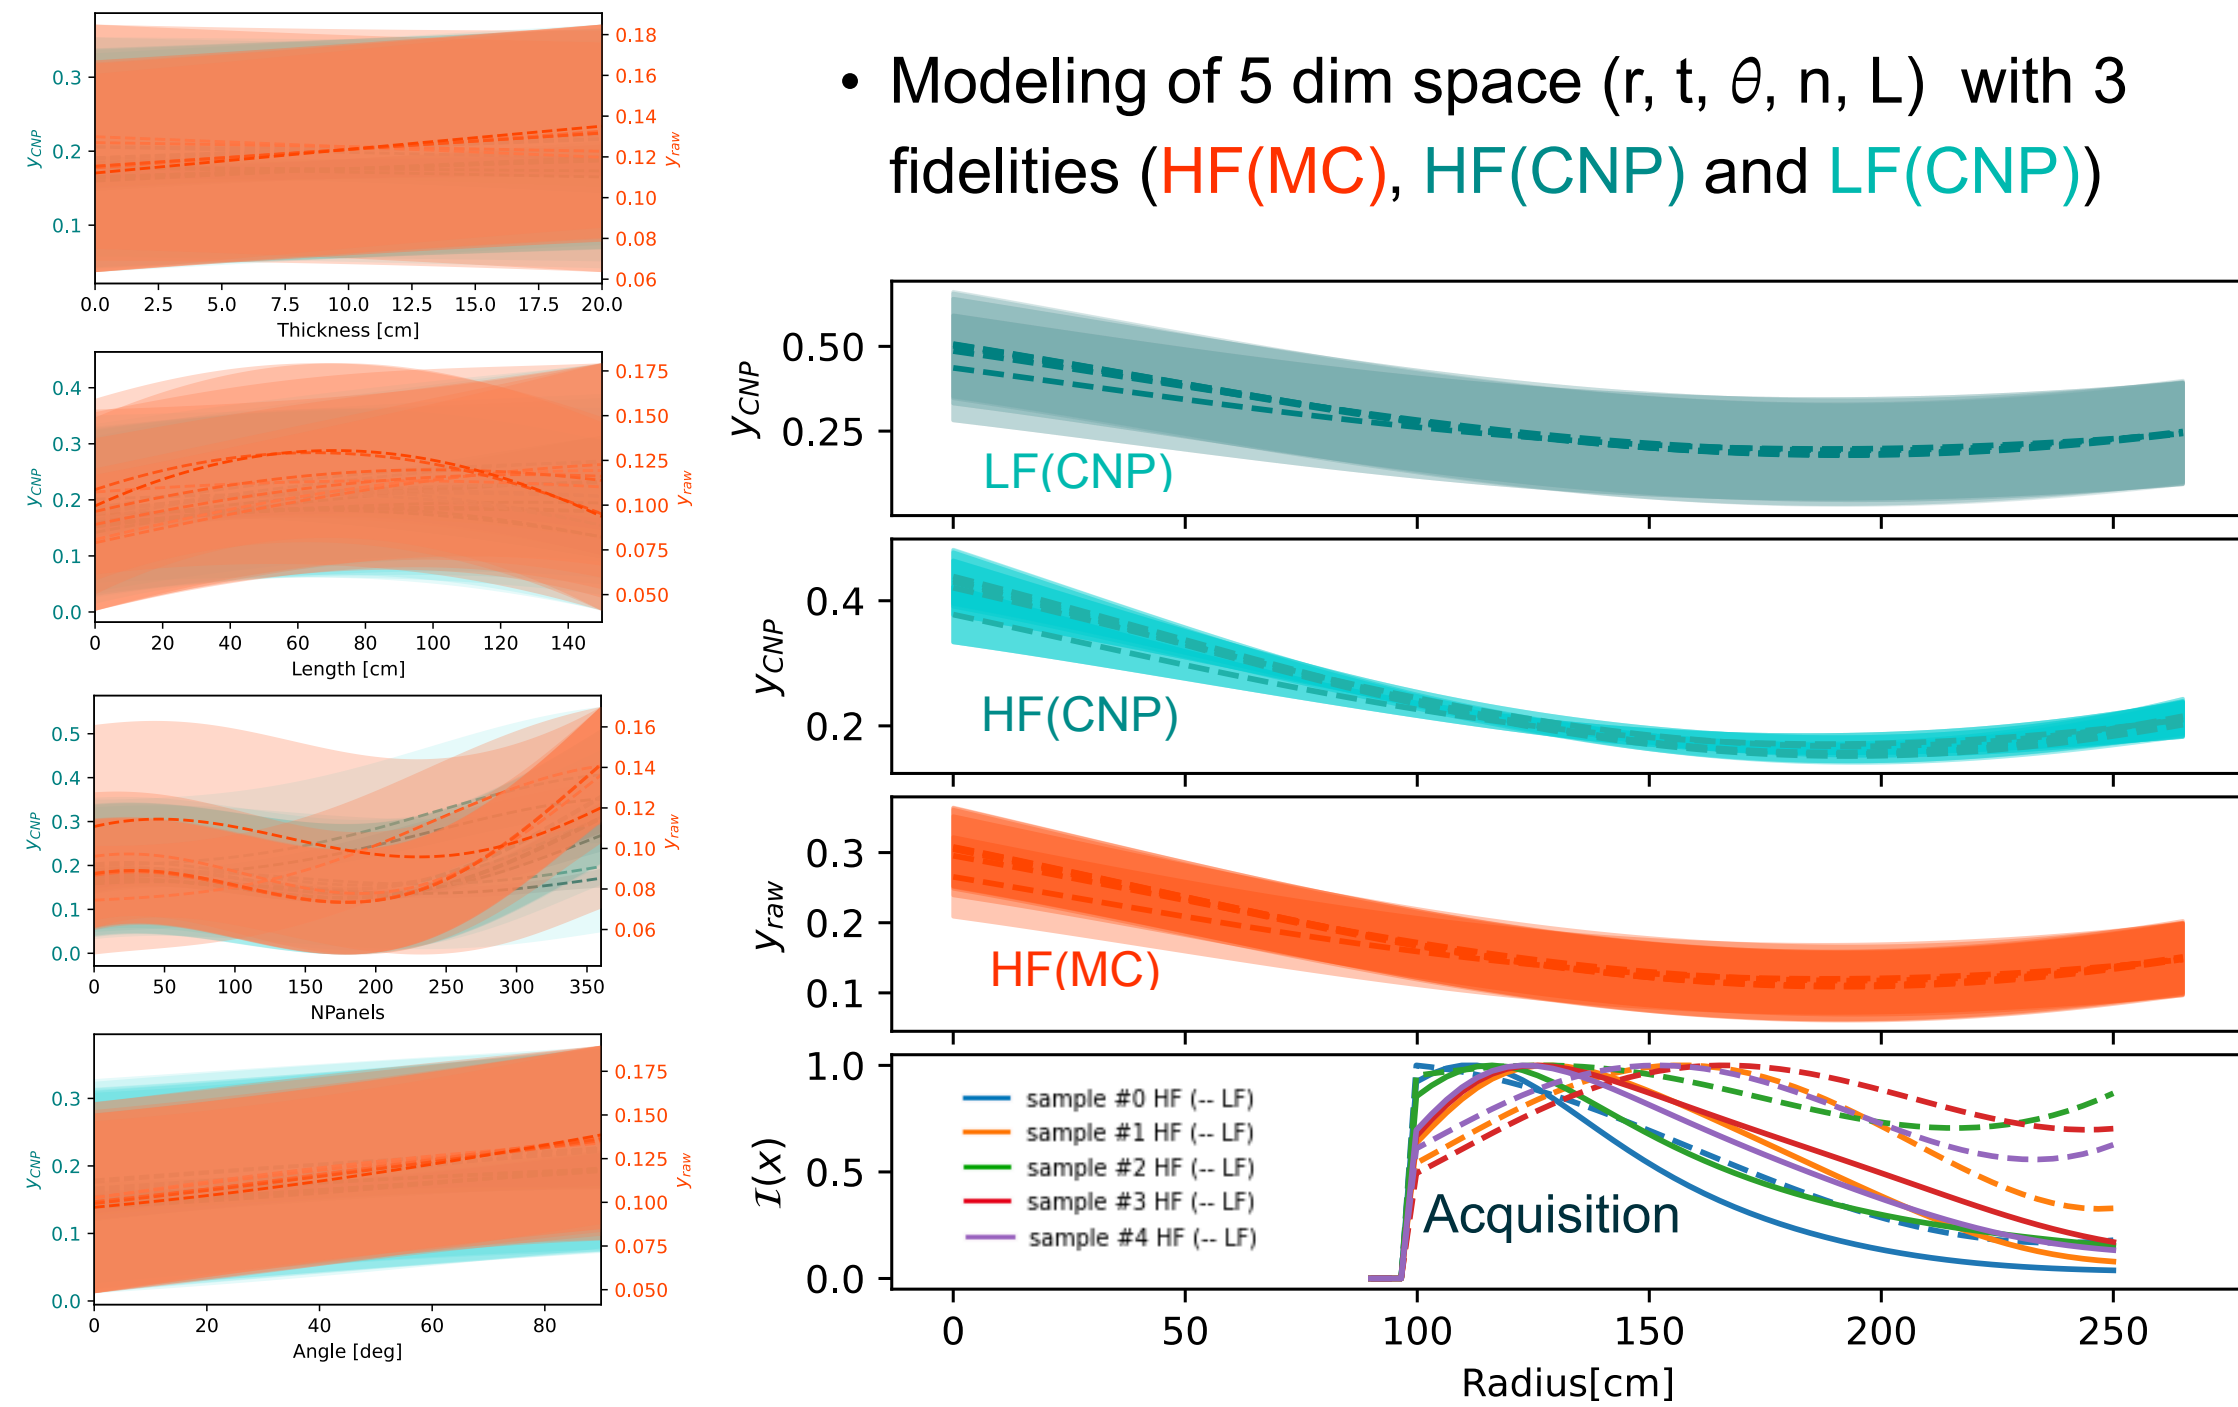 • Modeling of 5 dim space (r, t, θ, n, L) with 3
fidelities (HF(MC), HF(CNP) and LF(CNP))
0.3
0.2
0.1
y_CNP
0.18
0.16
0.14
0.12
0.10
0.08
0.06
y_raw
0.0 2.5 5.0 7.5 10.0 12.5 15.0 17.5 20.0
Thickness [cm]
0.4
0.3
0.2
0.1
0.0
y_CNP
0.175
0.150
0.125
0.100
0.075
0.050
y_raw
0 20 40 60 80 100 120 140
Length [cm]
0.5
0.4
0.3
0.2
0.1
0.0
y_CNP
0.16
0.14
0.12
0.10
0.08
0.06
y_raw
0 50 100 150 200 250 300 350
NPanels
0.3
0.2
0.1
0.0
y_CNP
0.175
0.150
0.125
0.100
0.075
0.050
y_raw
0 20 40 60 80
Angle [deg]
0.50
0.25
y_CNP
LF(CNP)
0.4
0.2
y_CNP
HF(CNP)
0.3
0.2
0.1
y_raw
HF(MC)
1.0
0.5
0.0
I(x)
sample #0 HF (-- LF)
sample #1 HF (-- LF)
sample #2 HF (-- LF)
sample #3 HF (-- LF)
sample #4 HF (-- LF)
Acquisition
0 50 100 150 200 250
Radius[cm]